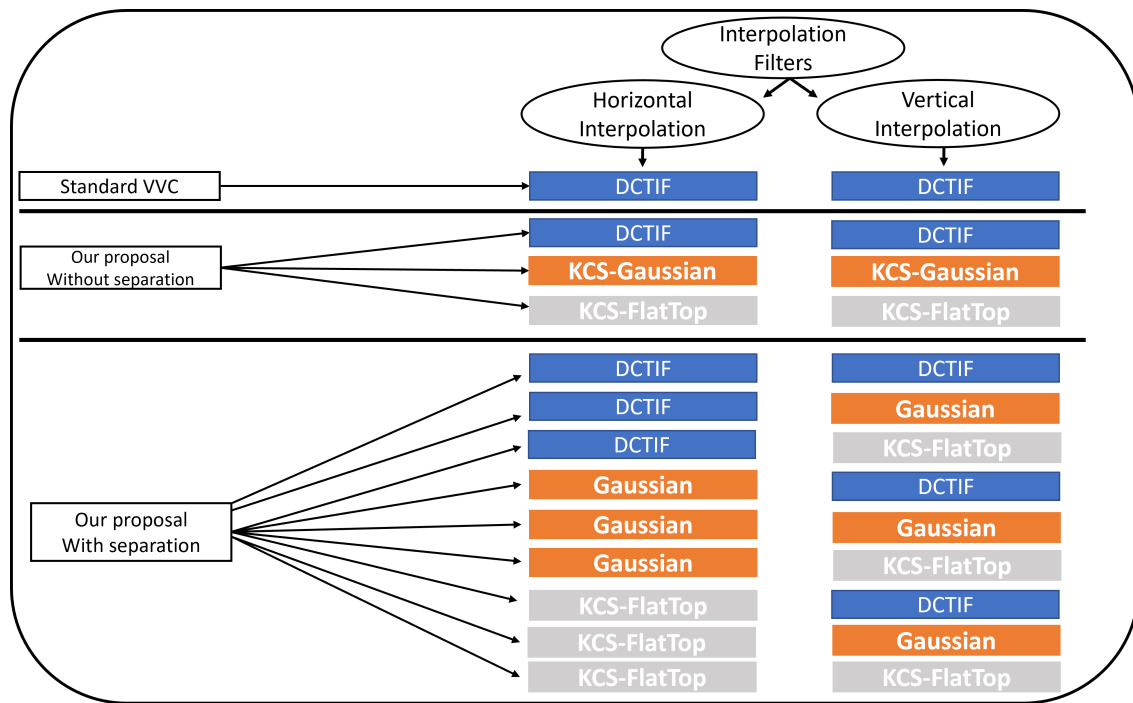 Interpolation
Filters
Horizontal
Interpolation
Vertical
Interpolation
Standard VVC
DCTIF
DCTIF
Our proposal
Without separation
DCTIF
DCTIF
KCS-Gaussian
KCS-Gaussian
KCS-FlatTop
KCS-FlatTop
Our proposal
With separation
DCTIF
DCTIF
DCTIF
Gaussian
DCTIF
KCS-FlatTop
Gaussian
DCTIF
Gaussian
Gaussian
Gaussian
KCS-FlatTop
KCS-FlatTop
DCTIF
KCS-FlatTop
Gaussian
KCS-FlatTop
KCS-FlatTop